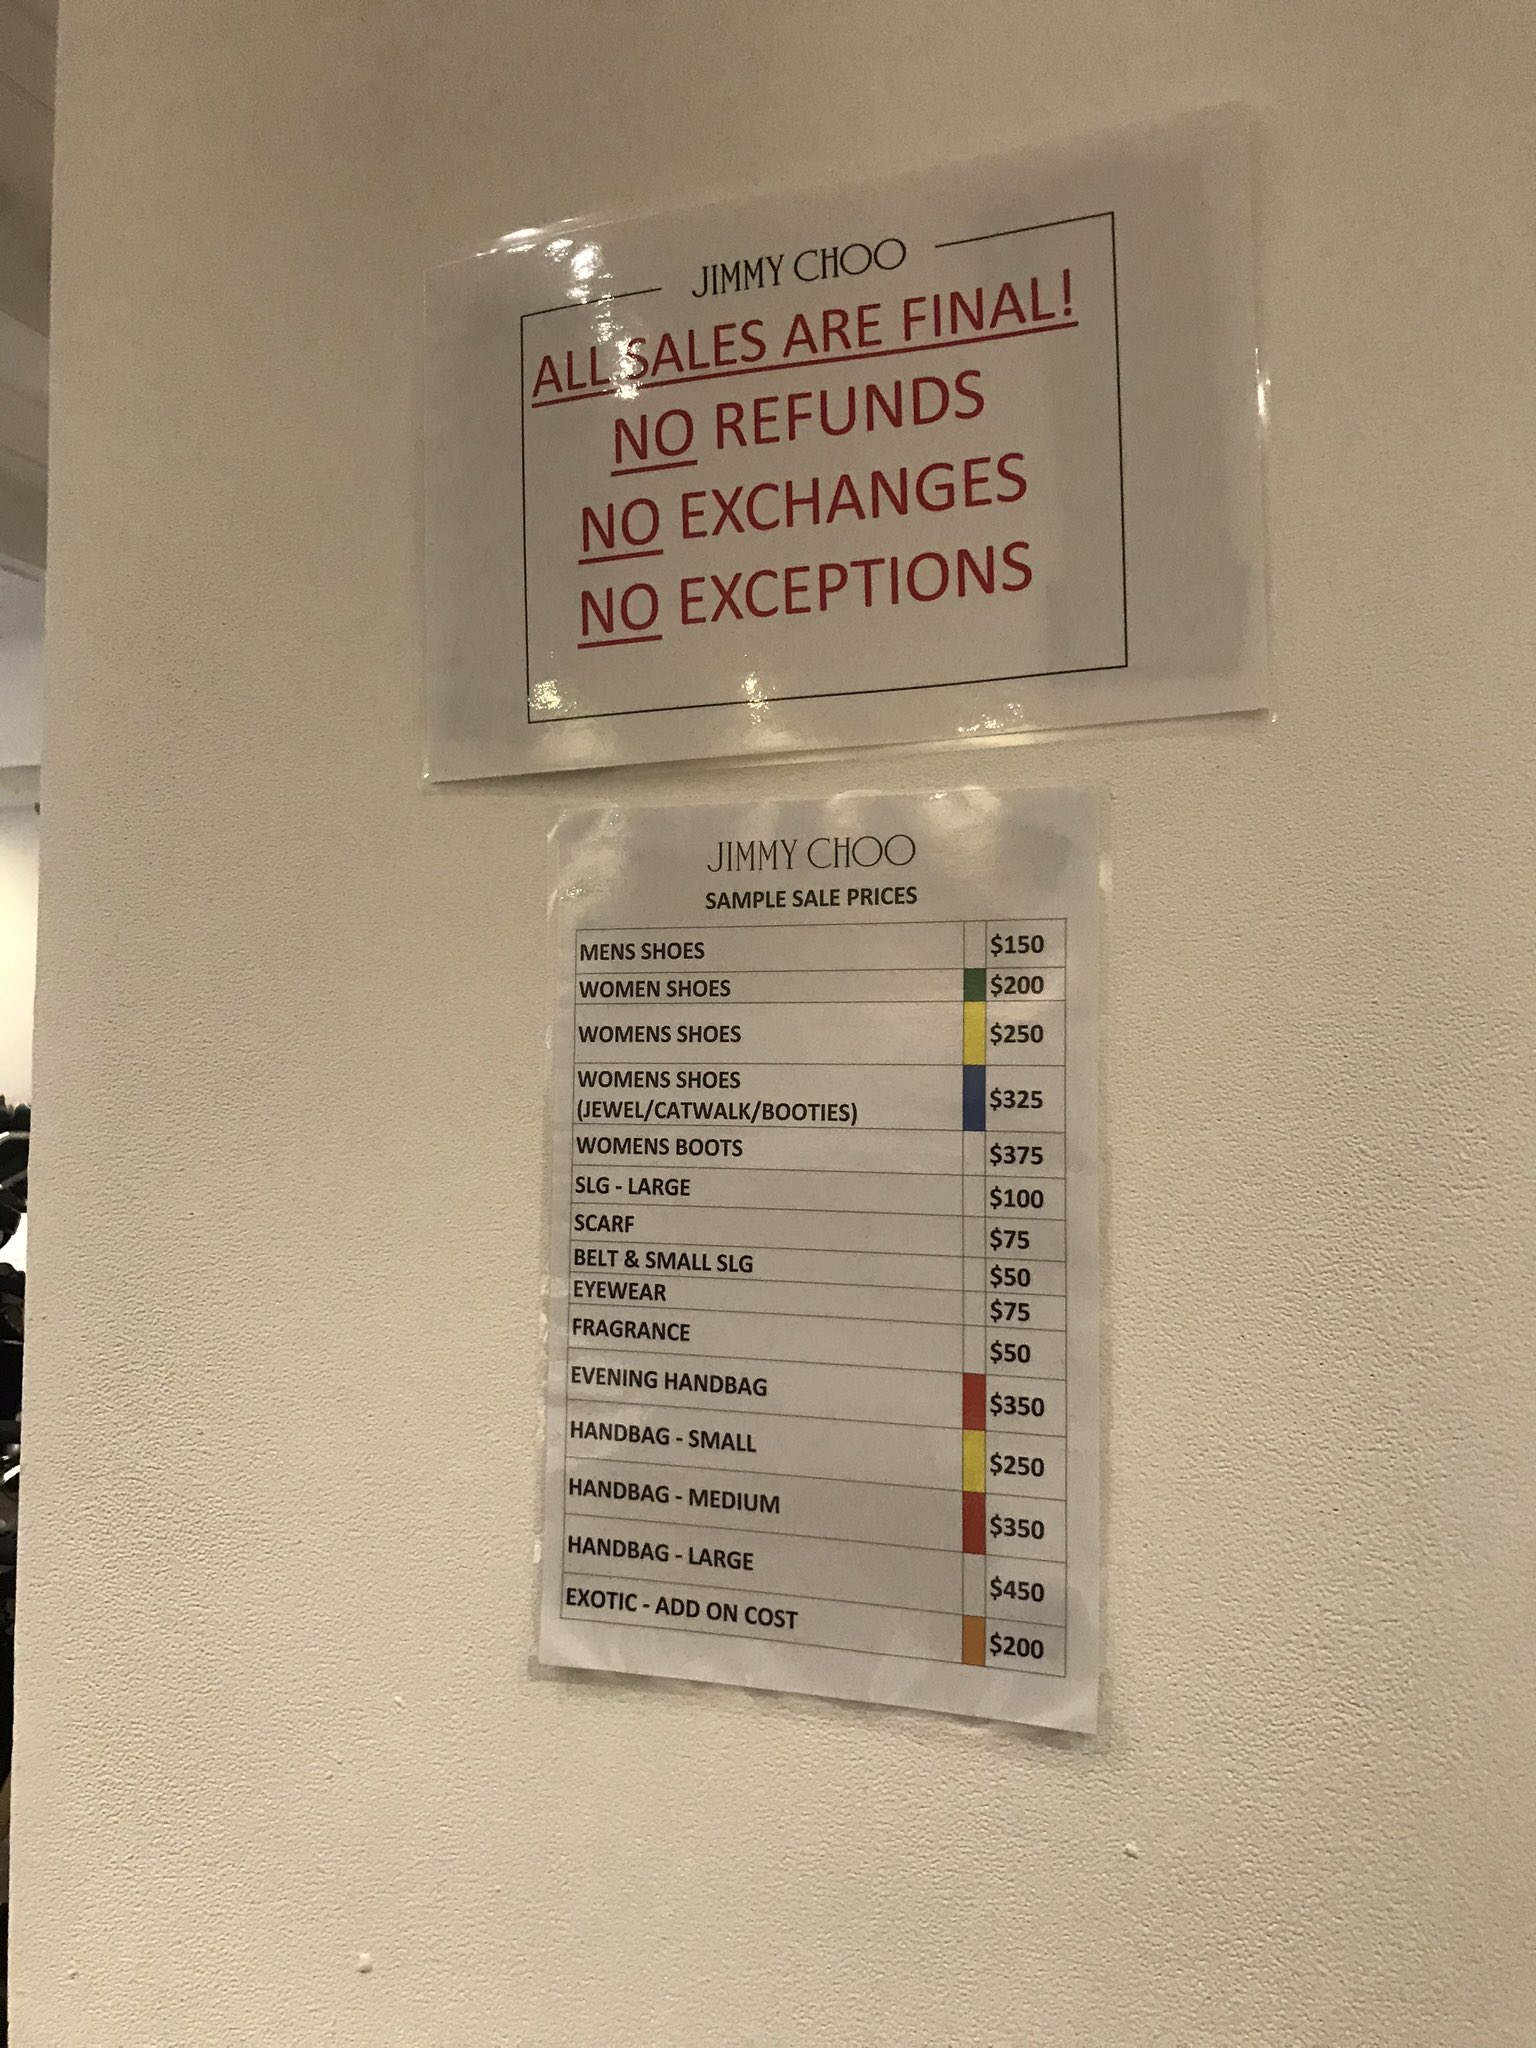 JIMMY CHOO
ALL SALES ARE FINAL!
NO REFUNDS
NO EXCHANGES
NO EXCEPTIONS
JIMMY CHOO
SAMPLE SALE PRICES
MENS SHOES $150
WOMEN SHOES $200
WOMENS SHOES $250
WOMENS SHOES
(JEWEL/CATWALK/BOOTIES) $325
WOMENS BOOTS $375
SLG - LARGE $100
SCARF $75
BELT & SMALL SLG $50
EYEWEAR $75
FRAGRANCE $50
EVENING HANDBAG $350
HANDBAG - SMALL $250
HANDBAG - MEDIUM $350
HANDBAG - LARGE $450
EXOTIC - ADD ON COST $200